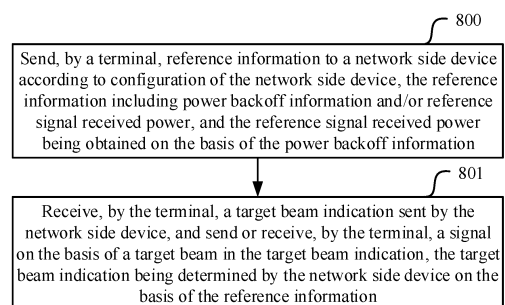 800
Send, by a terminal, reference information to a network side device
according to configuration of the network side device, the reference
information including power backoff information and/or reference
signal received power, and the reference signal received power
being obtained on the basis of the power backoff information
801
Receive, by the terminal, a target beam indication sent by the
network side device, and send or receive, by the terminal, a signal
on the basis of a target beam in the target beam indication, the target
beam indication being determined by the network side device on the
basis of the reference information